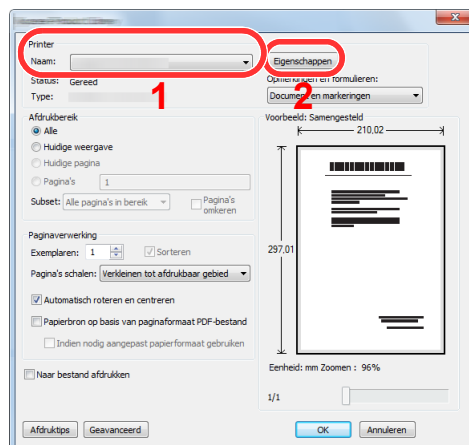 Printer
Naam:
Eigenschappen
Status: Gereed
Opmerkingen en formulieren:
1
2
Type:
Document en markeringen
Afdrukbereik
Alle
Huidige weergave
Huidige pagina
Pagina's 1
Subset: Alle pagina's in bereik
Pagina's omkeren
Voorbeeld: Samengesteld
210,02
297,01
Paginaverwerking
Exemplaren: 1
Sorteren
Pagina's schalen: Verkleinen tot afdrukbaar gebied
Automatisch roteren en centreren
Papierbron op basis van paginaformaat PDF-bestand
Indien nodig aangepast papierformaat gebruiken
Naar bestand afdrukken
Eenheid: mm Zoomen : 96%
1/1
Afdruktips
Geavanceerd
OK
Annuleren